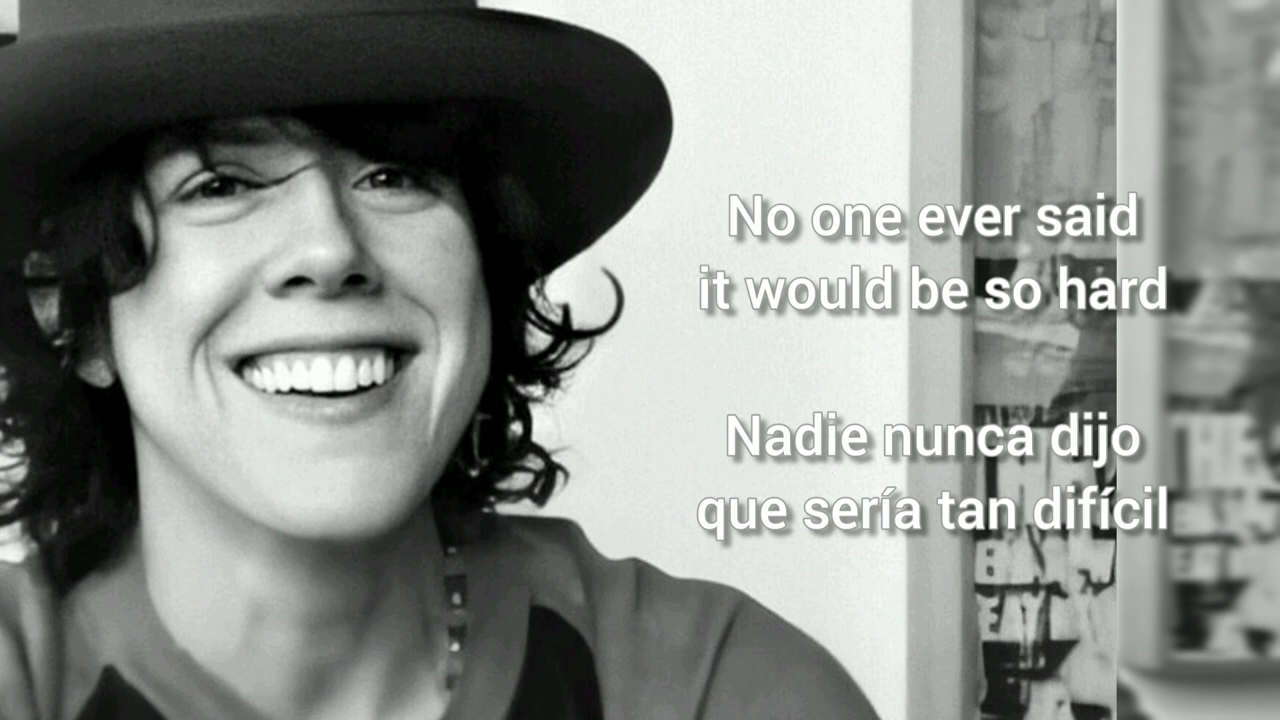 No one ever said
it would be so hard
Nadie nunca dijo
que sería tan difícil